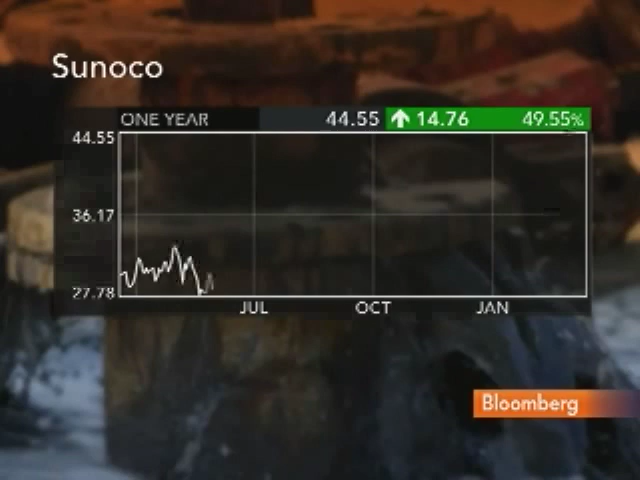 Sunoco
ONE YEAR 44.55 14.76 49.55%
44.55
36.17
27.78
JUL OCT JAN
Bloomberg